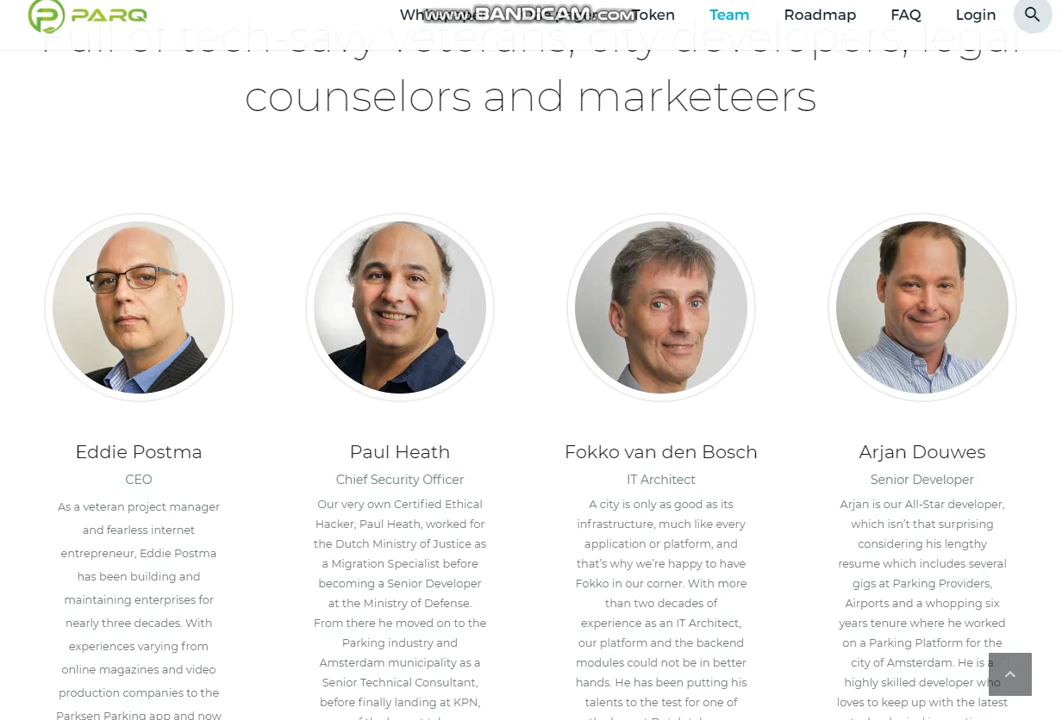 PARQ
Token
Team
Roadmap
FAQ
Login
www.BANDICAM.com
Full of tech-savy veterans, city developers, legal
counselors and marketeers
Eddie Postma
CEO
As a veteran project manager
and fearless internet
entrepreneur, Eddie Postma
has been building and
maintaining enterprises for
nearly three decades. With
experiences varying from
online magazines and video
production companies to the
Parksen Parking app and now
Paul Heath
Chief Security Officer
Our very own Certified Ethical
Hacker, Paul Heath, worked for
the Dutch Ministry of Justice as
a Migration Specialist before
becoming a Senior Developer
at the Ministry of Defense.
From there he moved on to the
Parking industry and
Amsterdam municipality as a
Senior Technical Consultant,
before finally landing at KPN,
Fokko van den Bosch
IT Architect
A city is only as good as its
infrastructure, much like every
application or platform, and
that's why we're happy to have
Fokko in our corner. With more
than two decades of
experience as an IT Architect,
our platform and the backend
modules could not be in better
hands. He has been putting his
talents to the test for one of
Arjan Douwes
Senior Developer
Arjan is our All-Star developer,
which isn't that surprising
considering his lengthy
resume which includes several
gigs at Parking Providers,
Airports and a whopping six
years tenure where he worked
on a Parking Platform for the
city of Amsterdam. He is a
highly skilled developer who
loves to keep up with the latest